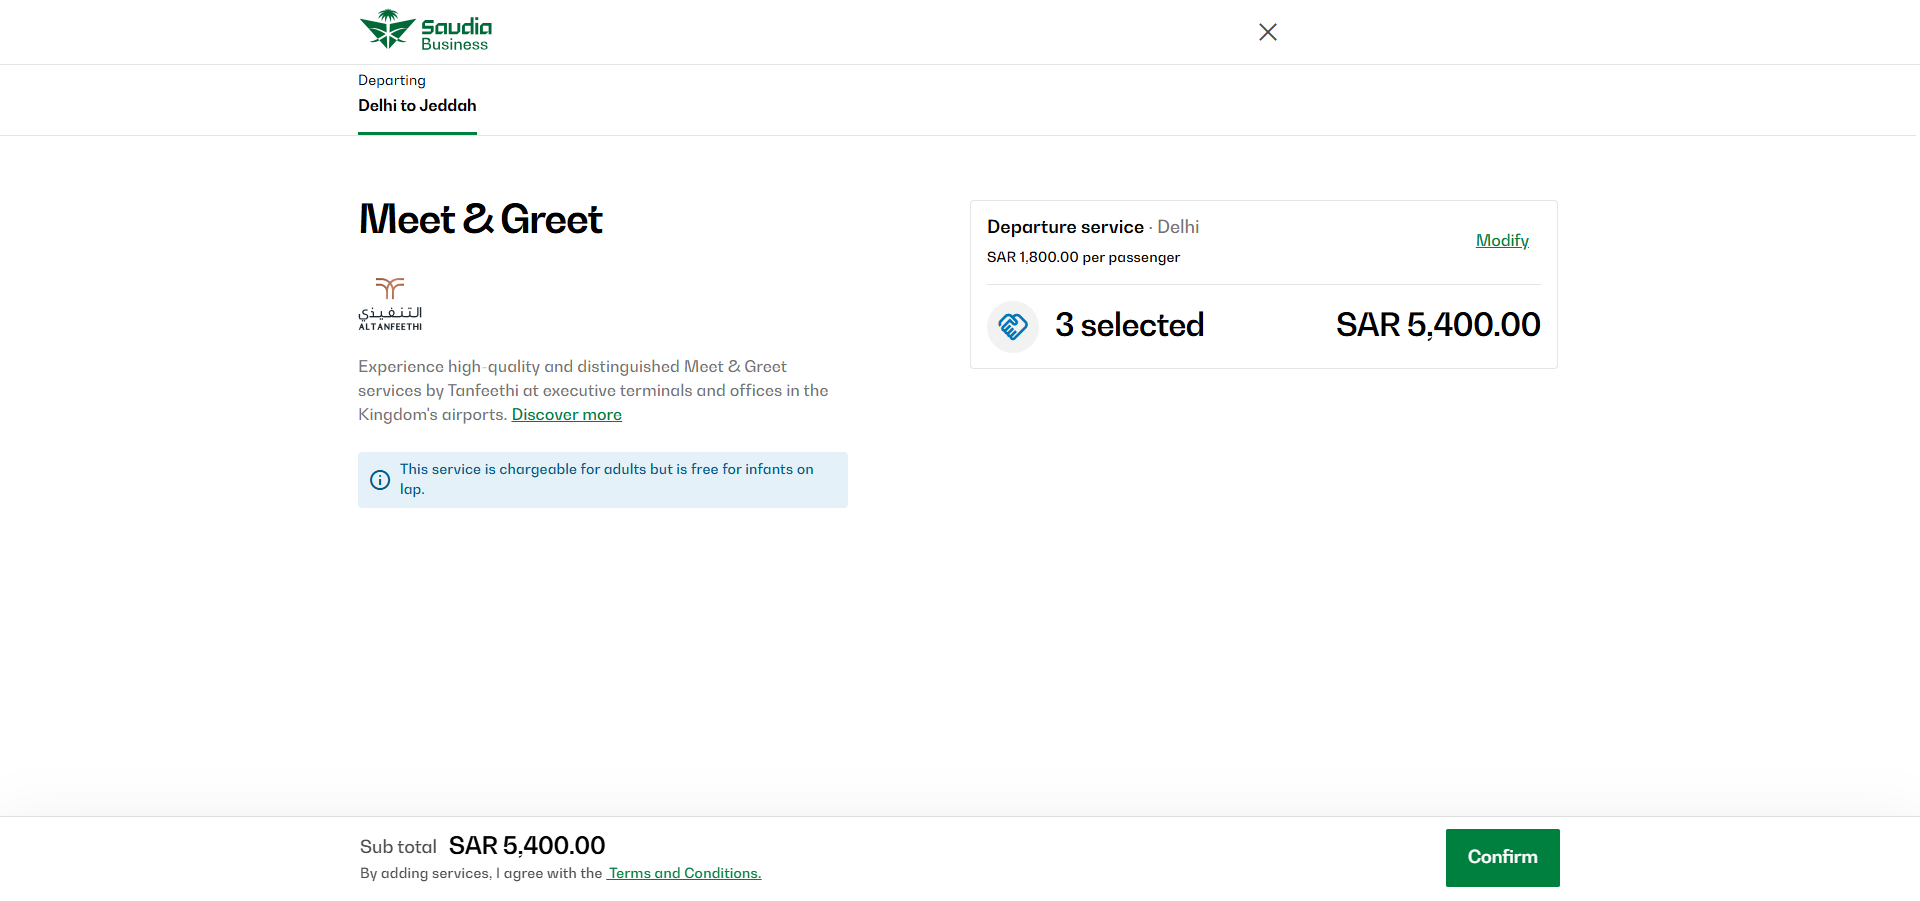 Saudia
Business
Departing
Delhi to Jeddah
Meet & Greet
التنفيذي
ALTANFEETHI
Experience high-quality and distinguished Meet & Greet
services by Tanfeethi at executive terminals and offices in the
Kingdom's airports. Discover more
This service is chargeable for adults but is free for infants on
lap.
Departure service · Delhi
SAR 1,800.00 per passenger
Modify
3 selected
SAR 5,400.00
Sub total SAR 5,400.00
By adding services, I agree with the Terms and Conditions.
Confirm